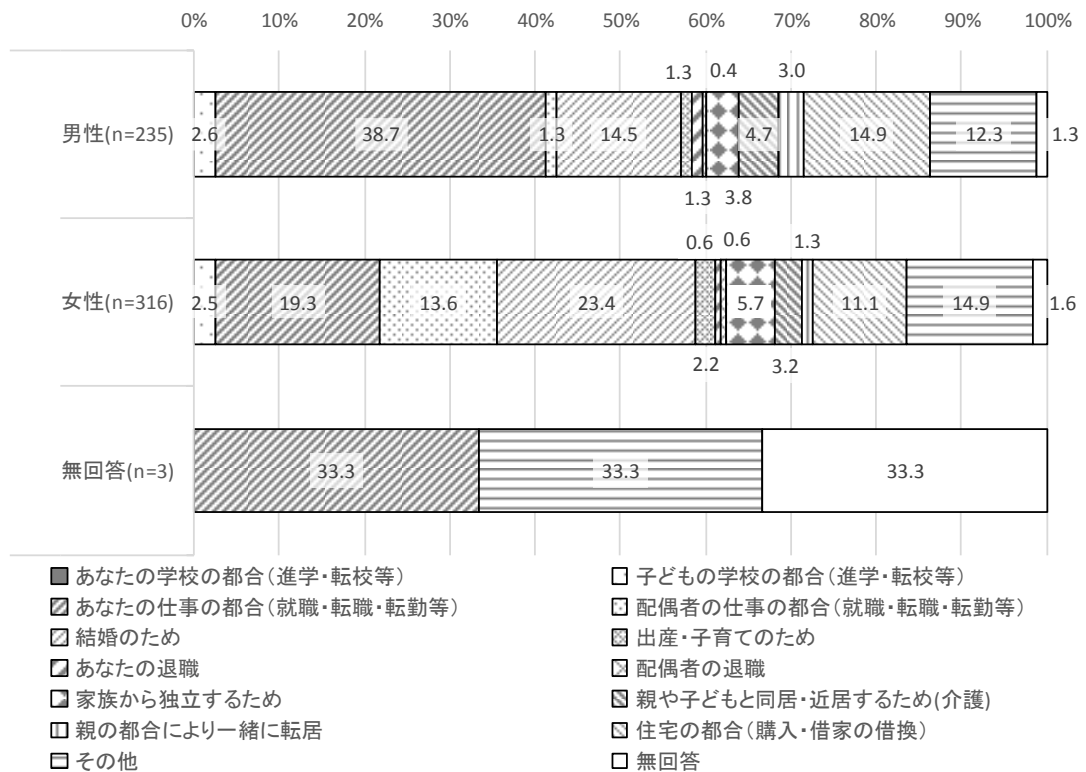 0% 10% 20% 30% 40% 50% 60% 70% 80% 90% 100%
1.3 0.4 3.0
男性(n=235) 2.6 38.7 1.3 14.5 4.7 14.9 12.3 1.3
1.3 3.8
0.6 0.6 1.3
女性(n=316) 2.5 19.3 13.6 23.4 5.7 11.1 14.9 1.6
2.2 3.2
無回答(n=3) 33.3 33.3 33.3
あなたの学校の都合(進学・転校等) 子どもの学校の都合(進学・転校等)
あなたの仕事の都合(就職・転職・転勤等) 配偶者の仕事の都合(就職・転職・転勤等)
結婚のため 出産・子育てのため
あなたの退職 配偶者の退職
家族から独立するため 親や子どもと同居・近居するため(介護)
親の都合により一緒に転居 住宅の都合(購入・借家の借換)
その他 無回答